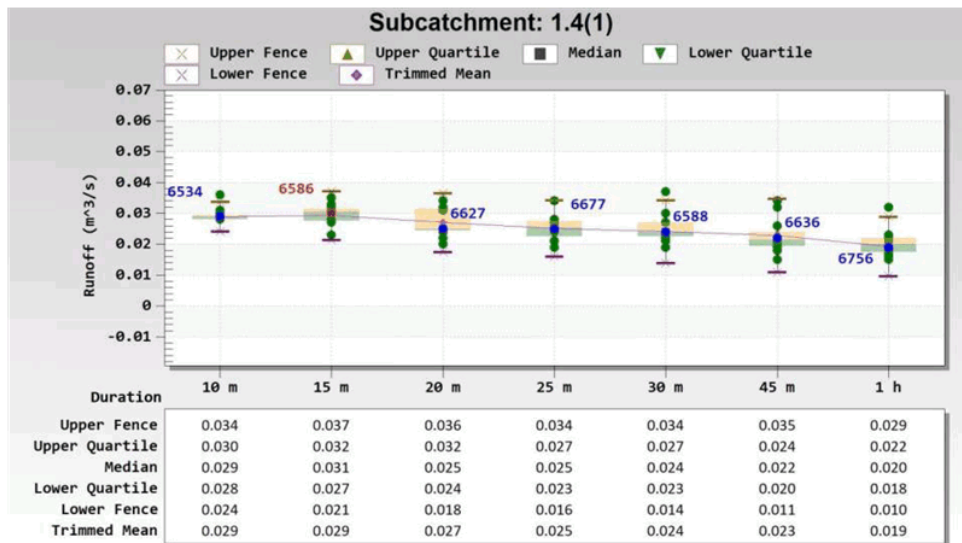 Subcatchment: 1.4(1)
Upper Fence Upper Quartile Median Lower Quartile
Lower Fence Trimmed Mean
Runoff (m^3/s)
0.07
0.06
0.05
0.04
0.03
0.02
0.01
0
-0.01
6534 6586 6627 6677 6588 6636 6756
Duration 10 m 15 m 20 m 25 m 30 m 45 m 1 h
Upper Fence 0.034 0.037 0.036 0.034 0.034 0.035 0.029
Upper Quartile 0.030 0.032 0.032 0.027 0.027 0.024 0.022
Median 0.029 0.031 0.025 0.025 0.024 0.022 0.020
Lower Quartile 0.028 0.027 0.024 0.023 0.023 0.020 0.018
Lower Fence 0.024 0.021 0.018 0.016 0.014 0.011 0.010
Trimmed Mean 0.029 0.029 0.027 0.025 0.024 0.023 0.019